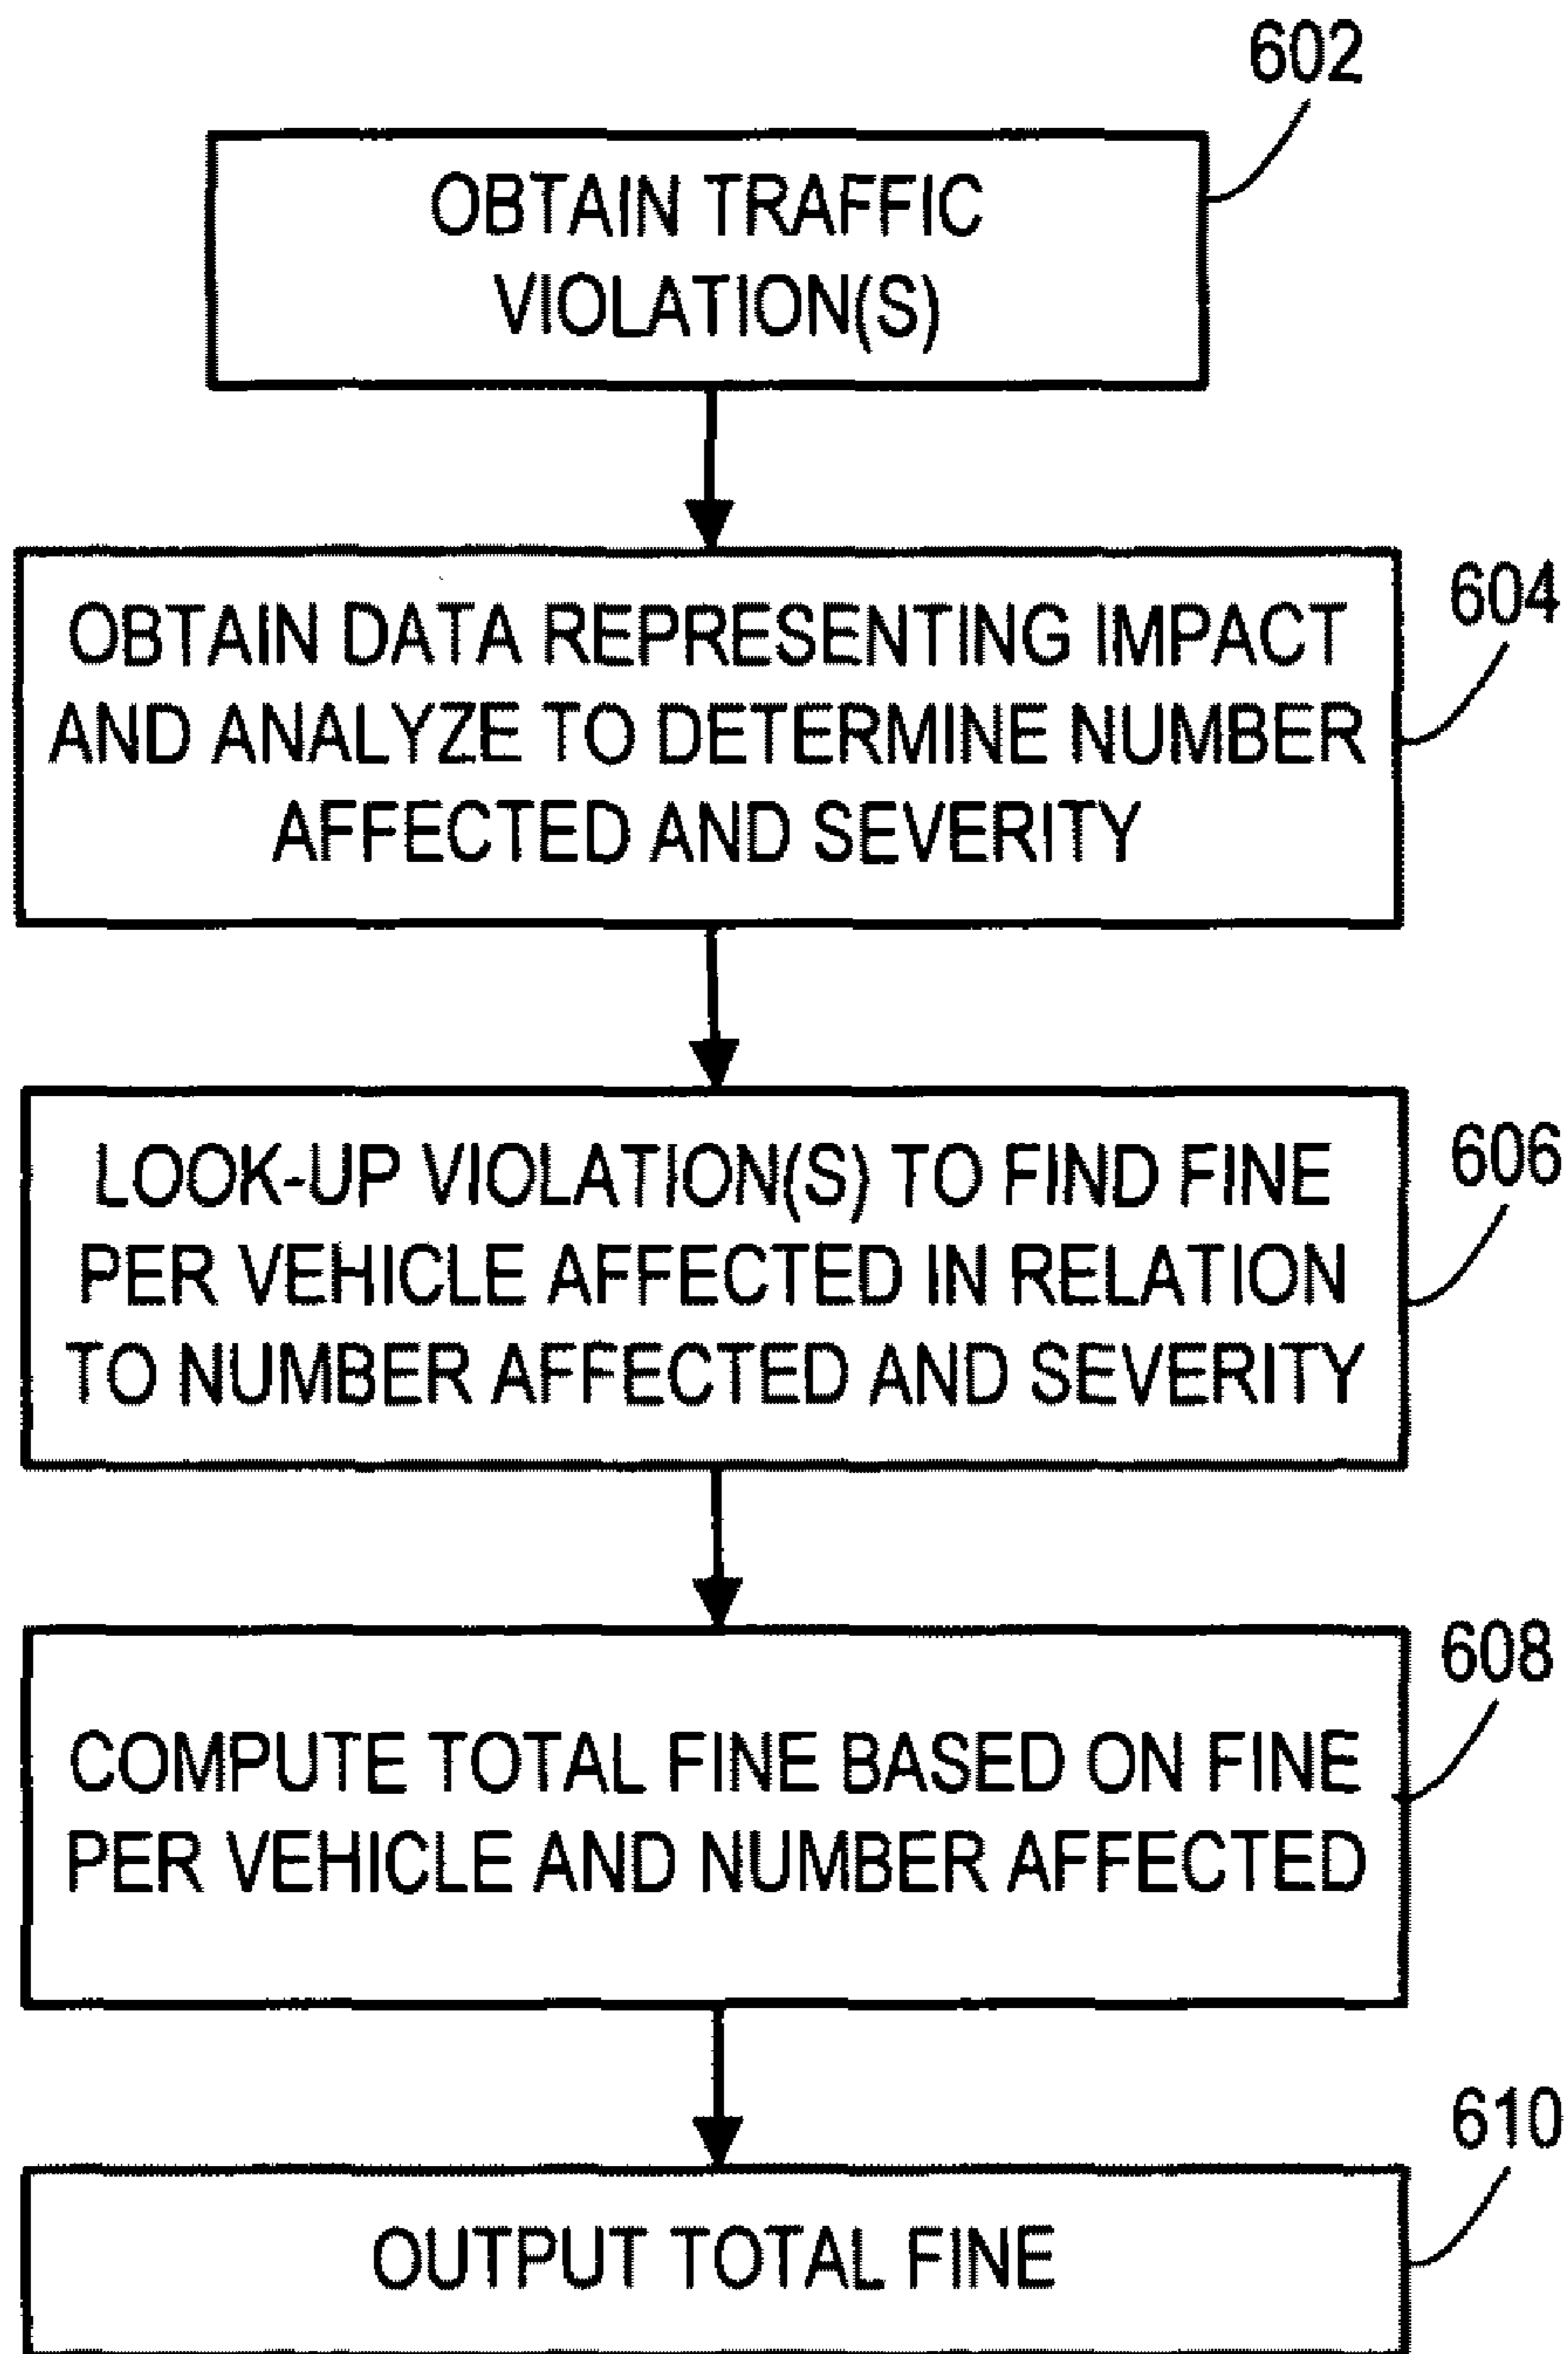 602
OBTAIN TRAFFIC
VIOLATION(S)
604
OBTAIN DATA REPRESENTING IMPACT
AND ANALYZE TO DETERMINE NUMBER
AFFECTED AND SEVERITY
606
LOOK-UP VIOLATION(S) TO FIND FINE
PER VEHICLE AFFECTED IN RELATION
TO NUMBER AFFECTED AND SEVERITY
608
COMPUTE TOTAL FINE BASED ON FINE
PER VEHICLE AND NUMBER AFFECTED
610
OUTPUT TOTAL FINE